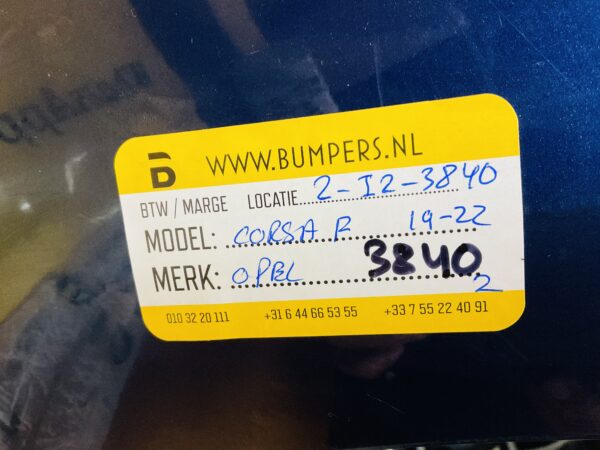 WWW.BUMPERS.NL
BTW / MARGE LOCATIE 2-I2-3840
MODEL: CORSA F 19-22
MERK: OPEL 3840
2
010 32 20 111 +31 6 44 66 53 55 +33 7 55 22 40 91